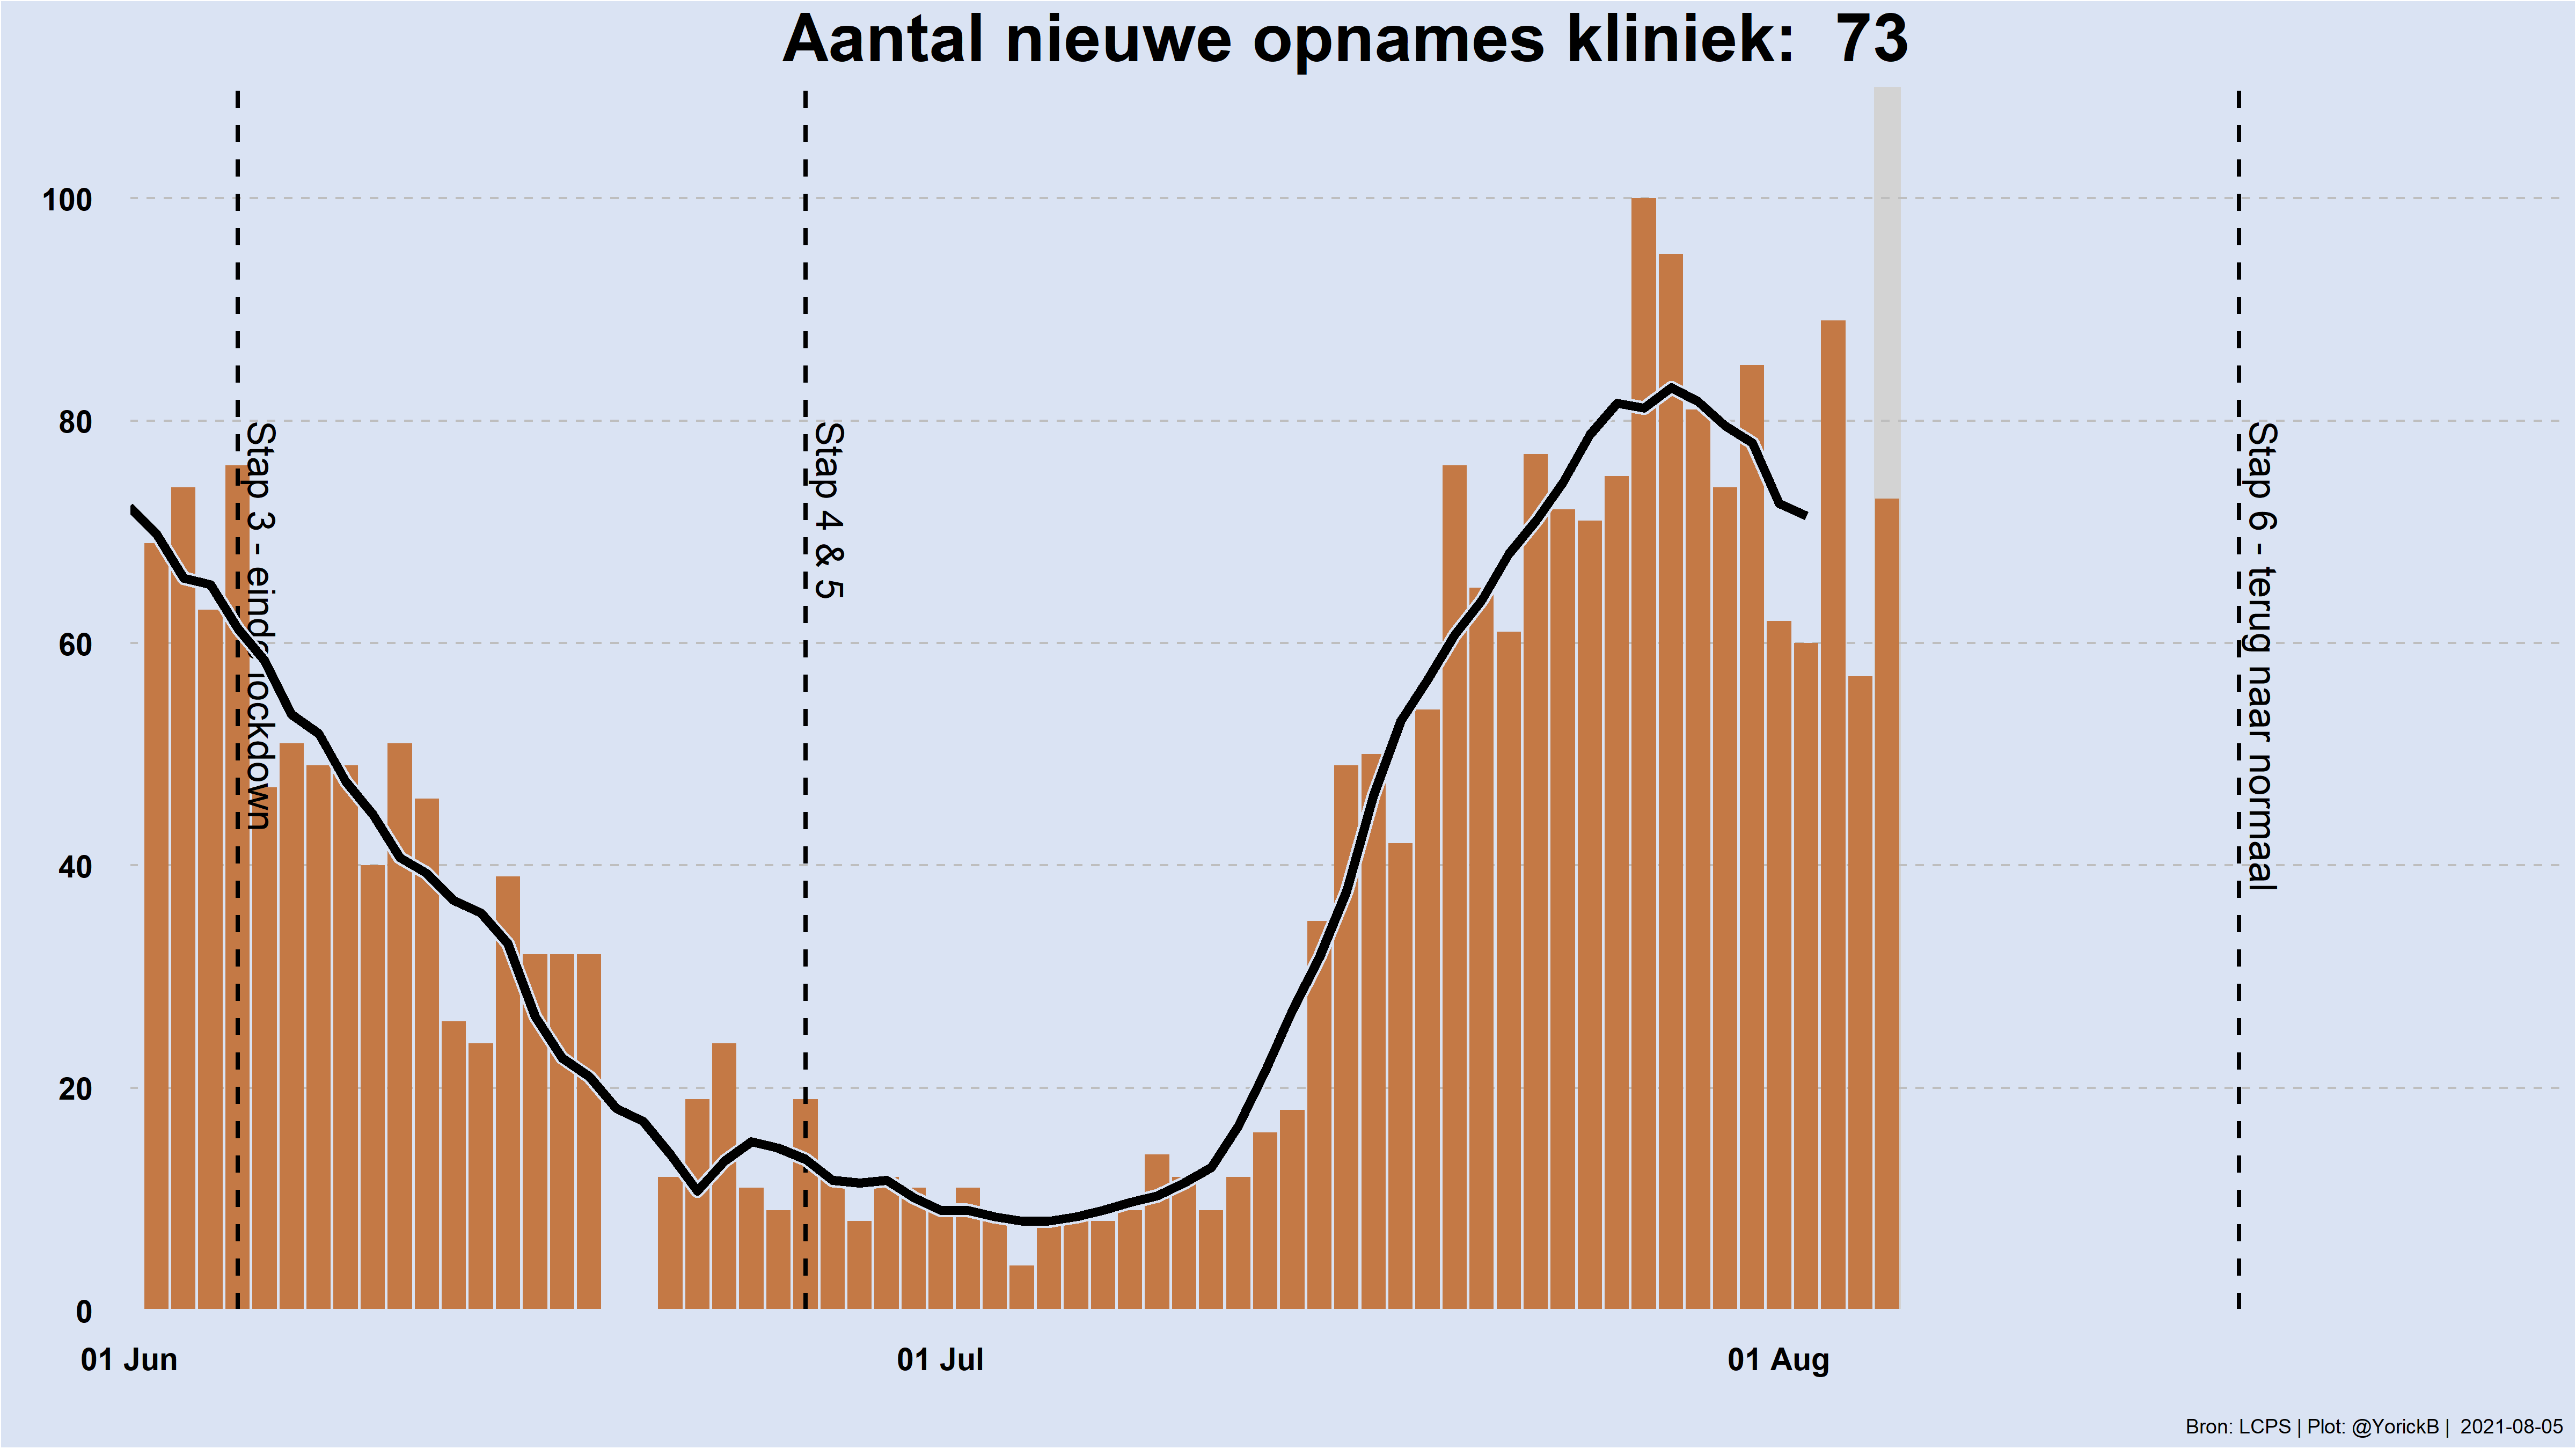 Aantal nieuwe opnames kliniek: 73
100
80
60
40
20
0
Stap 3 - einde lockdown
Stap 4 & 5
Stap 6 - terug naar normaal
01 Jun
01 Jul
01 Aug
Bron: LCPS | Plot: @YorickB | 2021-08-05